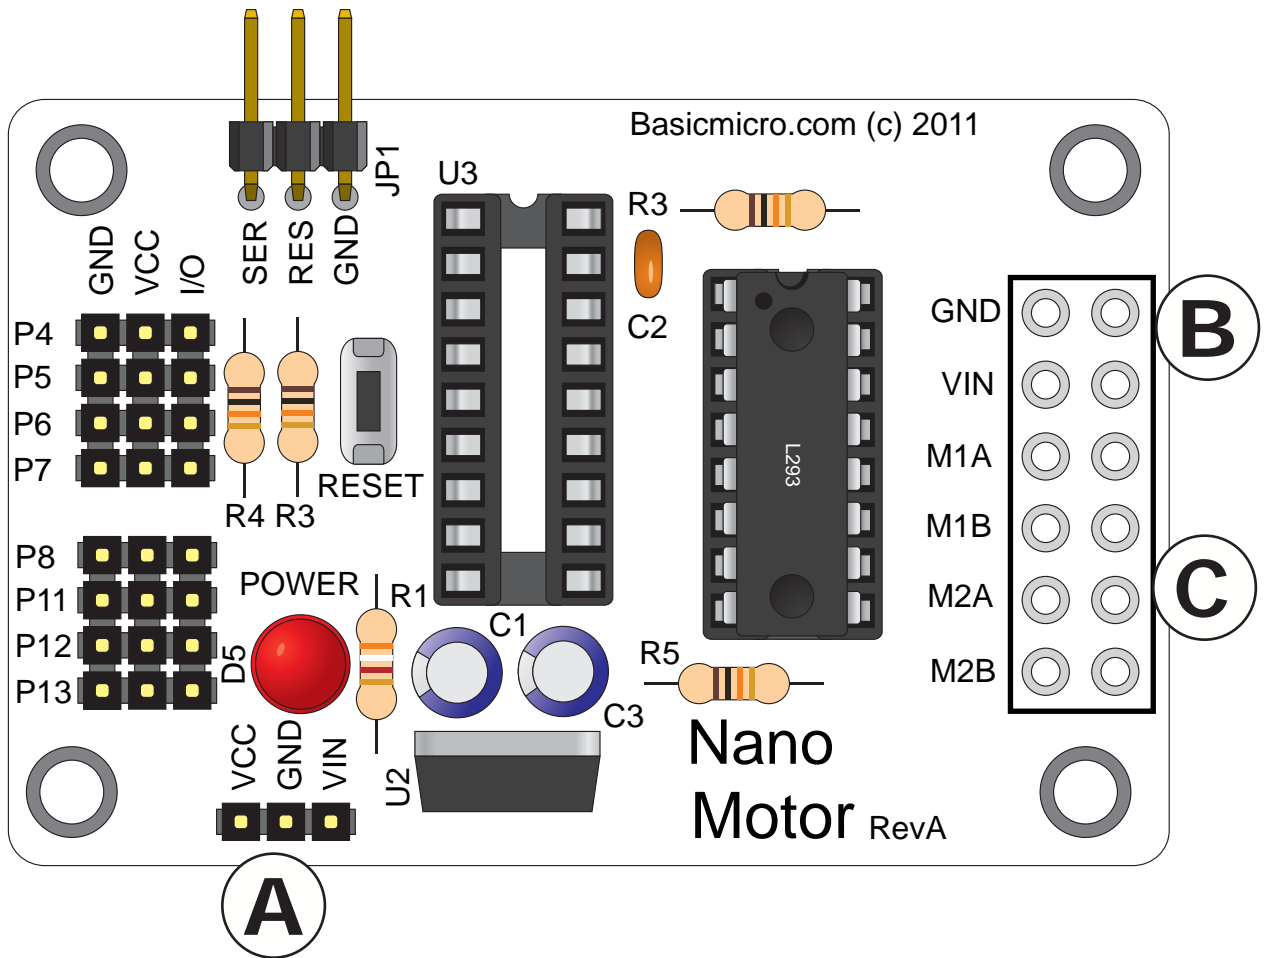 Basicmicro.com (c) 2011
JP1
U3
SER
RES
GND
GND
VCC
I/O
R3
C2
P4
P5
P6
P7
GND
VIN
M1A
M1B
M2A
M2B
B
C
L293
RESET
R4 R3
P8
P11
P12
P13
POWER
R1
C1
D5
R5
C3
U2
VCC
GND
VIN
Nano
Motor RevA
A